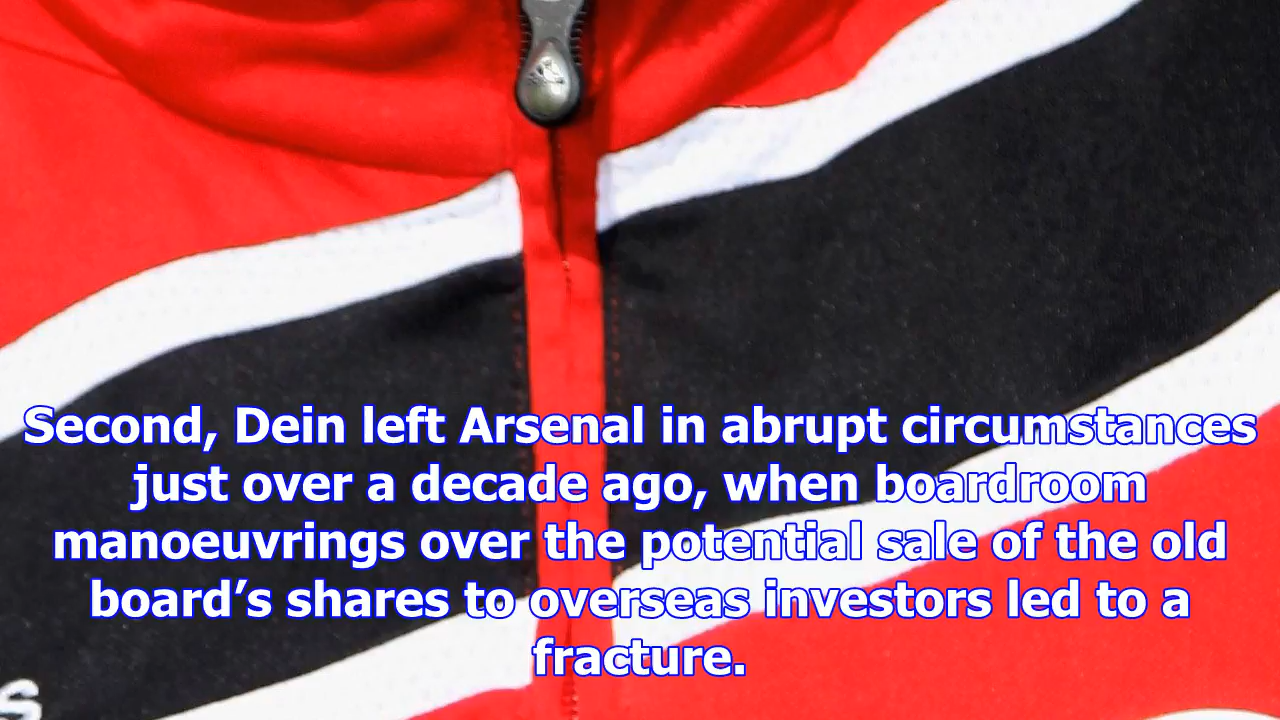 Second, Dein left Arsenal in abrupt circumstances
just over a decade ago, when boardroom
manoeuvrings over the potential sale of the old
board’s shares to overseas investors led to a
fracture.
s